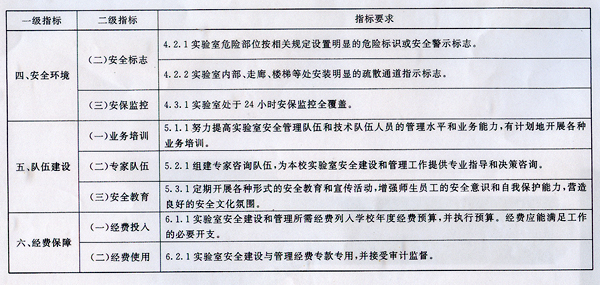 一级指标 二级指标 指标要求
四、安全环境
(二)安全标志
4.2.1 实验室危险部位按相关规定设置明显的危险标识或安全警示标志。
4.2.2 实验室内部、走廊、楼梯等处安装明显的疏散通道指示标志。
(三)安保监控
4.3.1 实验室处于 24 小时安保监控全覆盖。
五、队伍建设
(一)业务培训
5.1.1 努力提高实验室安全管理队伍和技术队伍人员的管理水平和业务能力,有计划地开展各种
业务培训。
(二)专家队伍
5.2.1 组建专家咨询队伍,为本校实验室安全建设和管理工作提供专业指导和决策咨询。
(三)安全教育
5.3.1 定期开展各种形式的安全教育和宣传活动,增强师生员工的安全意识和自我保护能力,营造
良好的安全文化氛围。
六、经费保障
(一)经费投入
6.1.1 实验室安全建设和管理所需经费列入学校年度经费预算,并执行预算。经费应能满足工作
的必要开支。
(二)经费使用
6.2.1 实验室安全建设与管理经费专款专用,并接受审计监督。